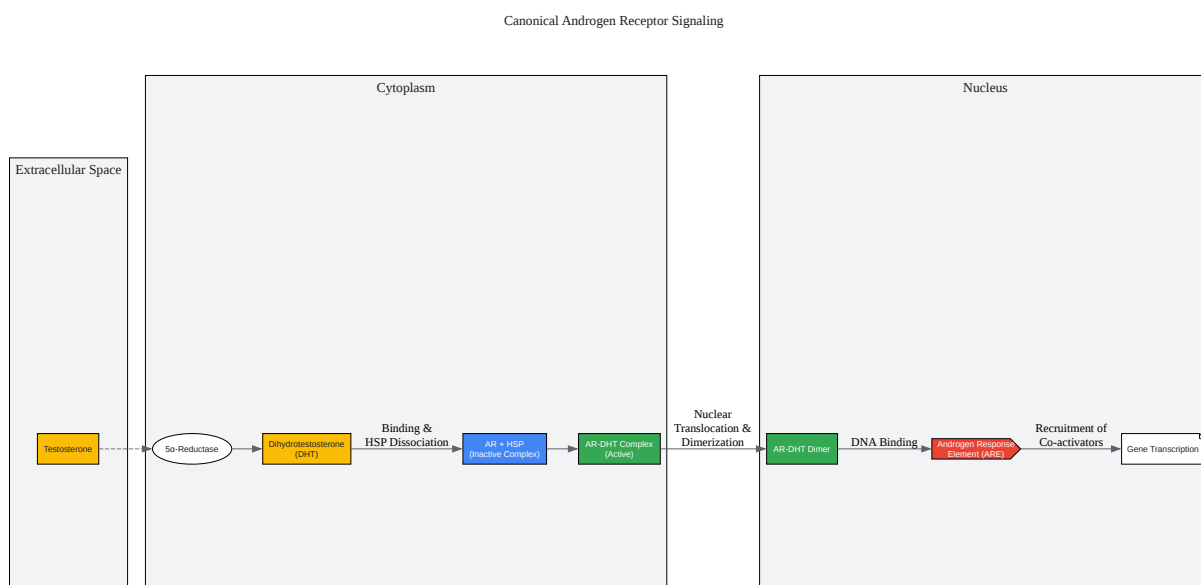 Canonical Androgen Receptor Signaling
Cytoplasm
Nucleus
Extracellular Space
Testosterone
5α-Reductase
Dihydrotestosterone
(DHT)
Binding &
HSP Dissociation
AR + HSP
(Inactive Complex)
AR-DHT Complex
(Active)
Nuclear
Translocation &
Dimerization
AR-DHT Dimer
DNA Binding
Androgen Response
Element (ARE)
Recruitment of
Co-activators
Gene Transcription